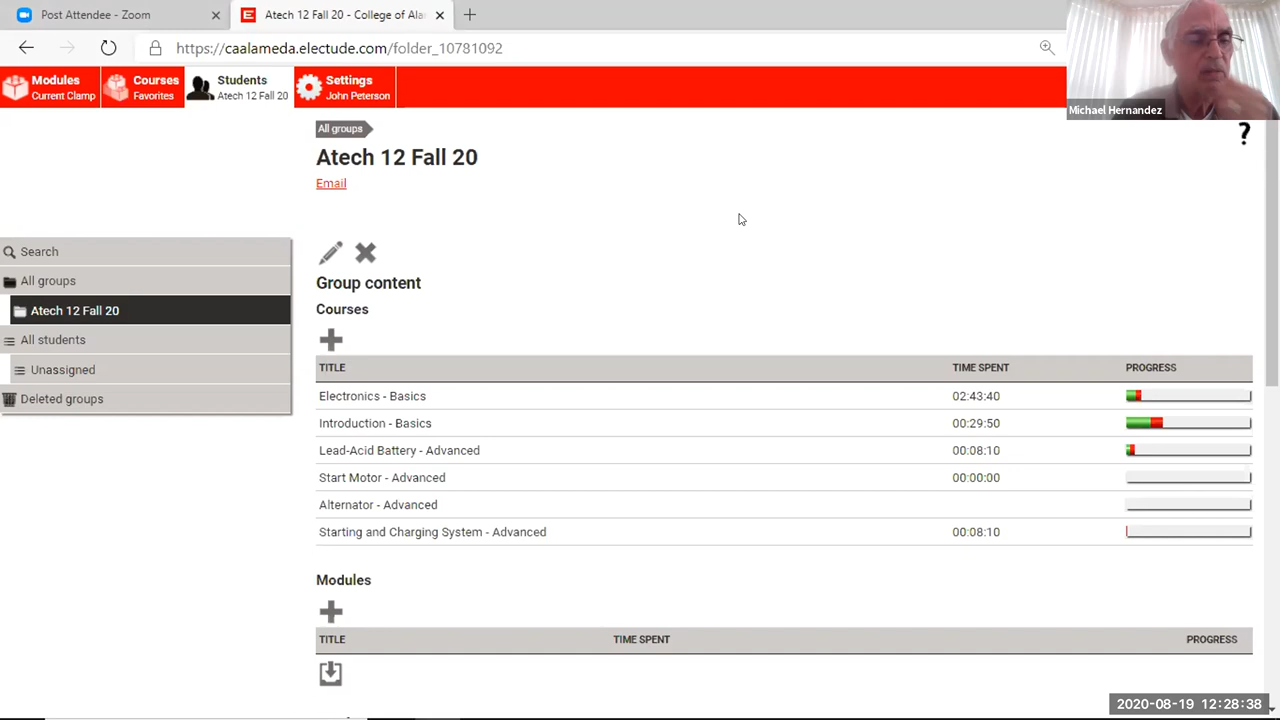 Post Attendee - Zoom
Atech 12 Fall 20 - College of Ala
https://caalameda.electude.com/folder_10781092
Modules
Current Clamp
Courses
Favorites
Students
Atech 12 Fall 20
Settings
John Peterson
Michael Hernandez
All groups
?
Atech 12 Fall 20
Email
Search
All groups
Atech 12 Fall 20
All students
Unassigned
Deleted groups
Group content
Courses
TITLE TIME SPENT PROGRESS
Electronics - Basics 02:43:40
Introduction - Basics 00:29:50
Lead-Acid Battery - Advanced 00:08:10
Start Motor - Advanced 00:00:00
Alternator - Advanced
Starting and Charging System - Advanced 00:08:10
Modules
TITLE TIME SPENT PROGRESS
2020-08-19 12:28:38